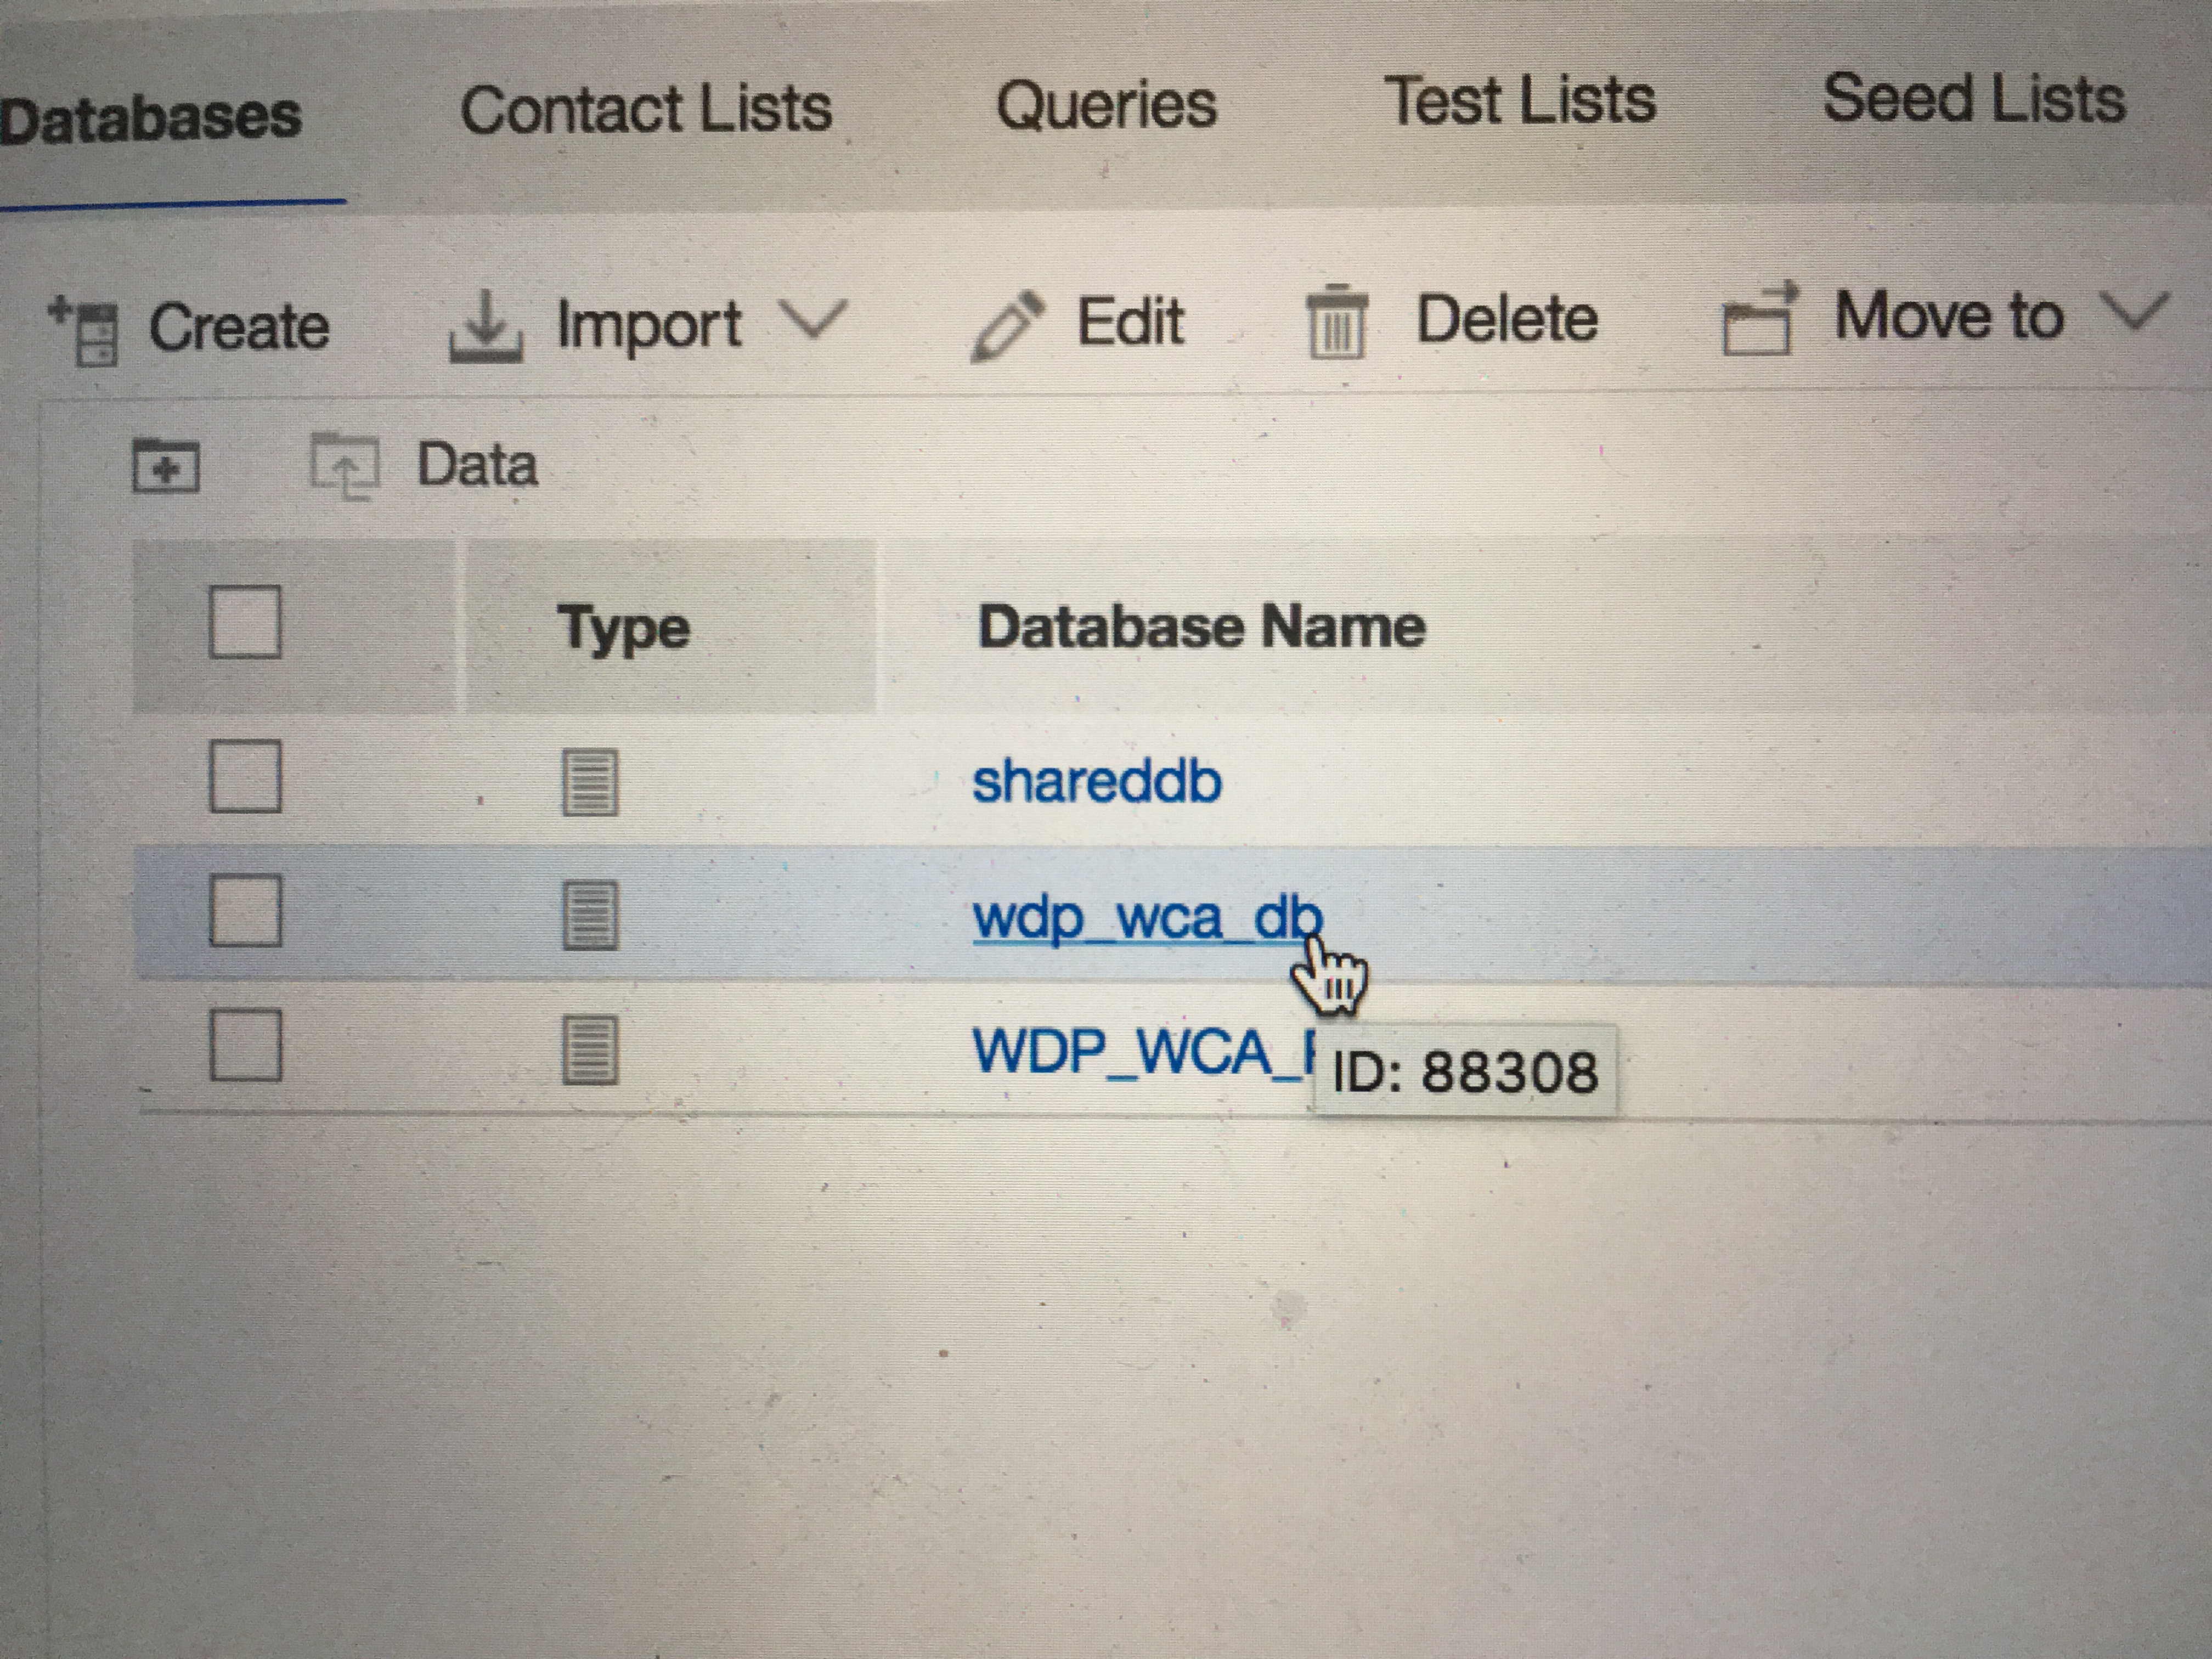 Databases Contact Lists Queries Test Lists Seed Lists
Create Import Edit Delete Move to
Data
Type Database Name
shareddb
wdp_wca_db
WDP_WCA_
ID: 88308